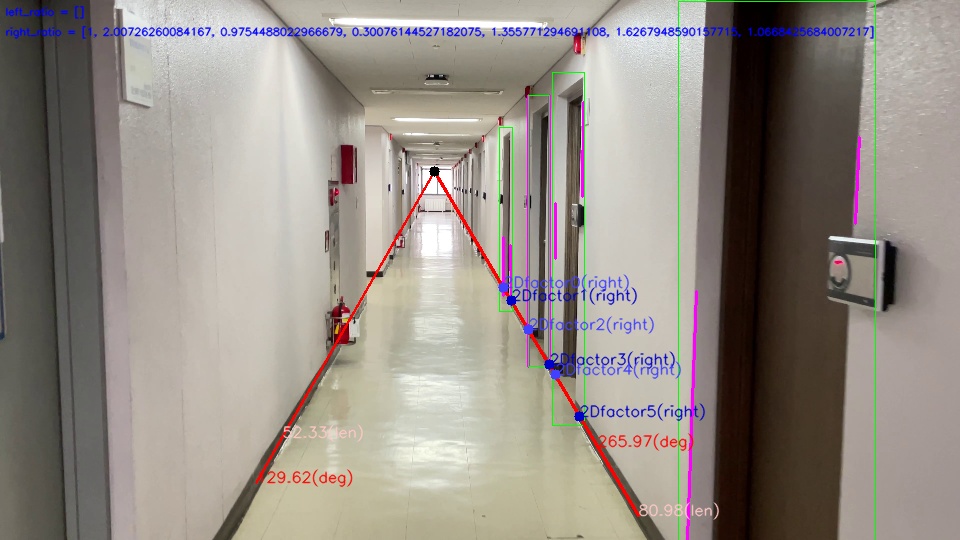 left_ratio = []
right_ratio = [1, 2.00726260084167, 0.9754488022966679, 0.30076144527182075, 1.355771294691108, 1.6267948590157715, 1.0668425684007217]
2Dfactor0(right)
2Dfactor1(right)
2Dfactor2(right)
2Dfactor3(right)
2Dfactor4(right)
2Dfactor5(right)
52.33(len)
265.97(deg)
29.62(deg)
80.98(len)